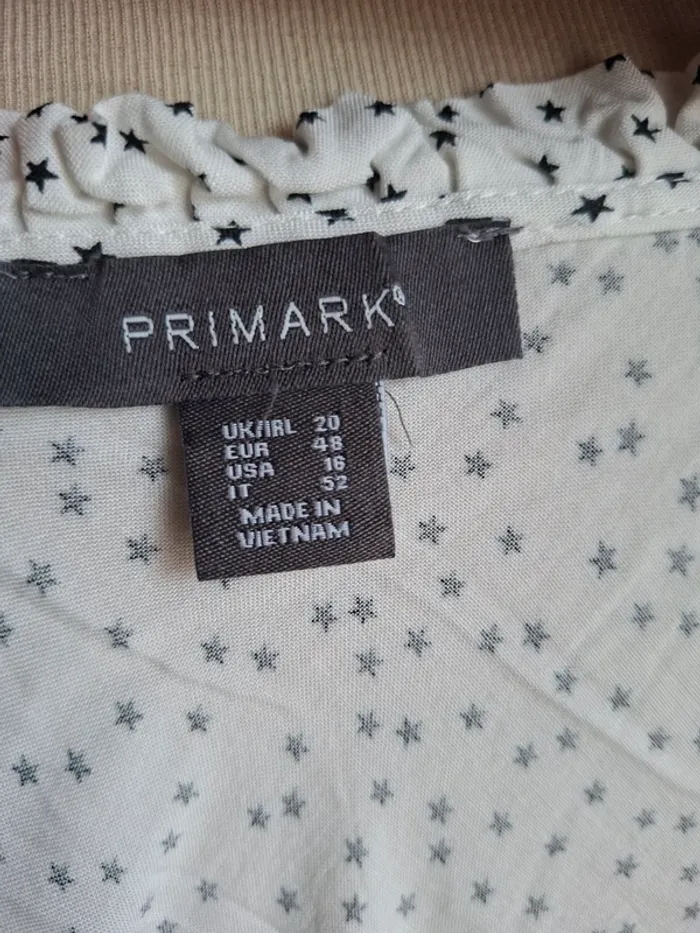 PRIMARK®
UK/IRL 20
EUR 48
USA 16
IT 52
MADE IN
VIETNAM